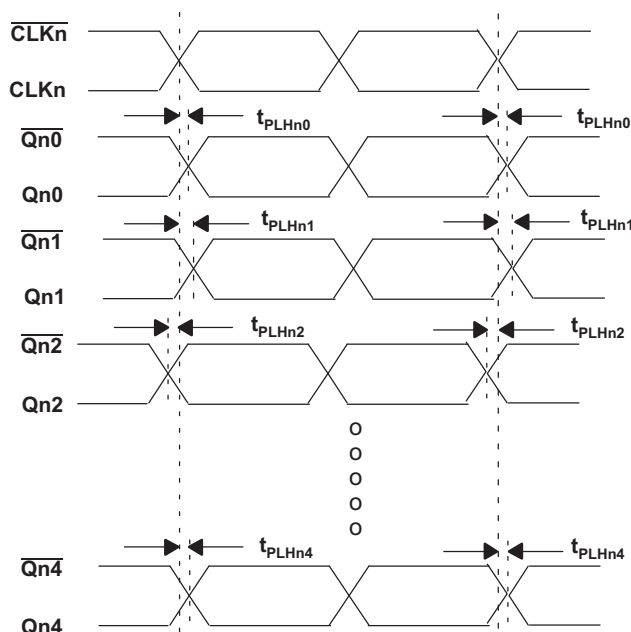 CLKn
CLKn
tPLHn0 tPLHn0
Qn0
Qn0
tPLHn1 tPLHn1
Qn1
Qn1
tPLHn2 tPLHn2
Qn2
Qn2
o
o
o
o
o
tPLHn4 tPLHn4
Qn4
Qn4